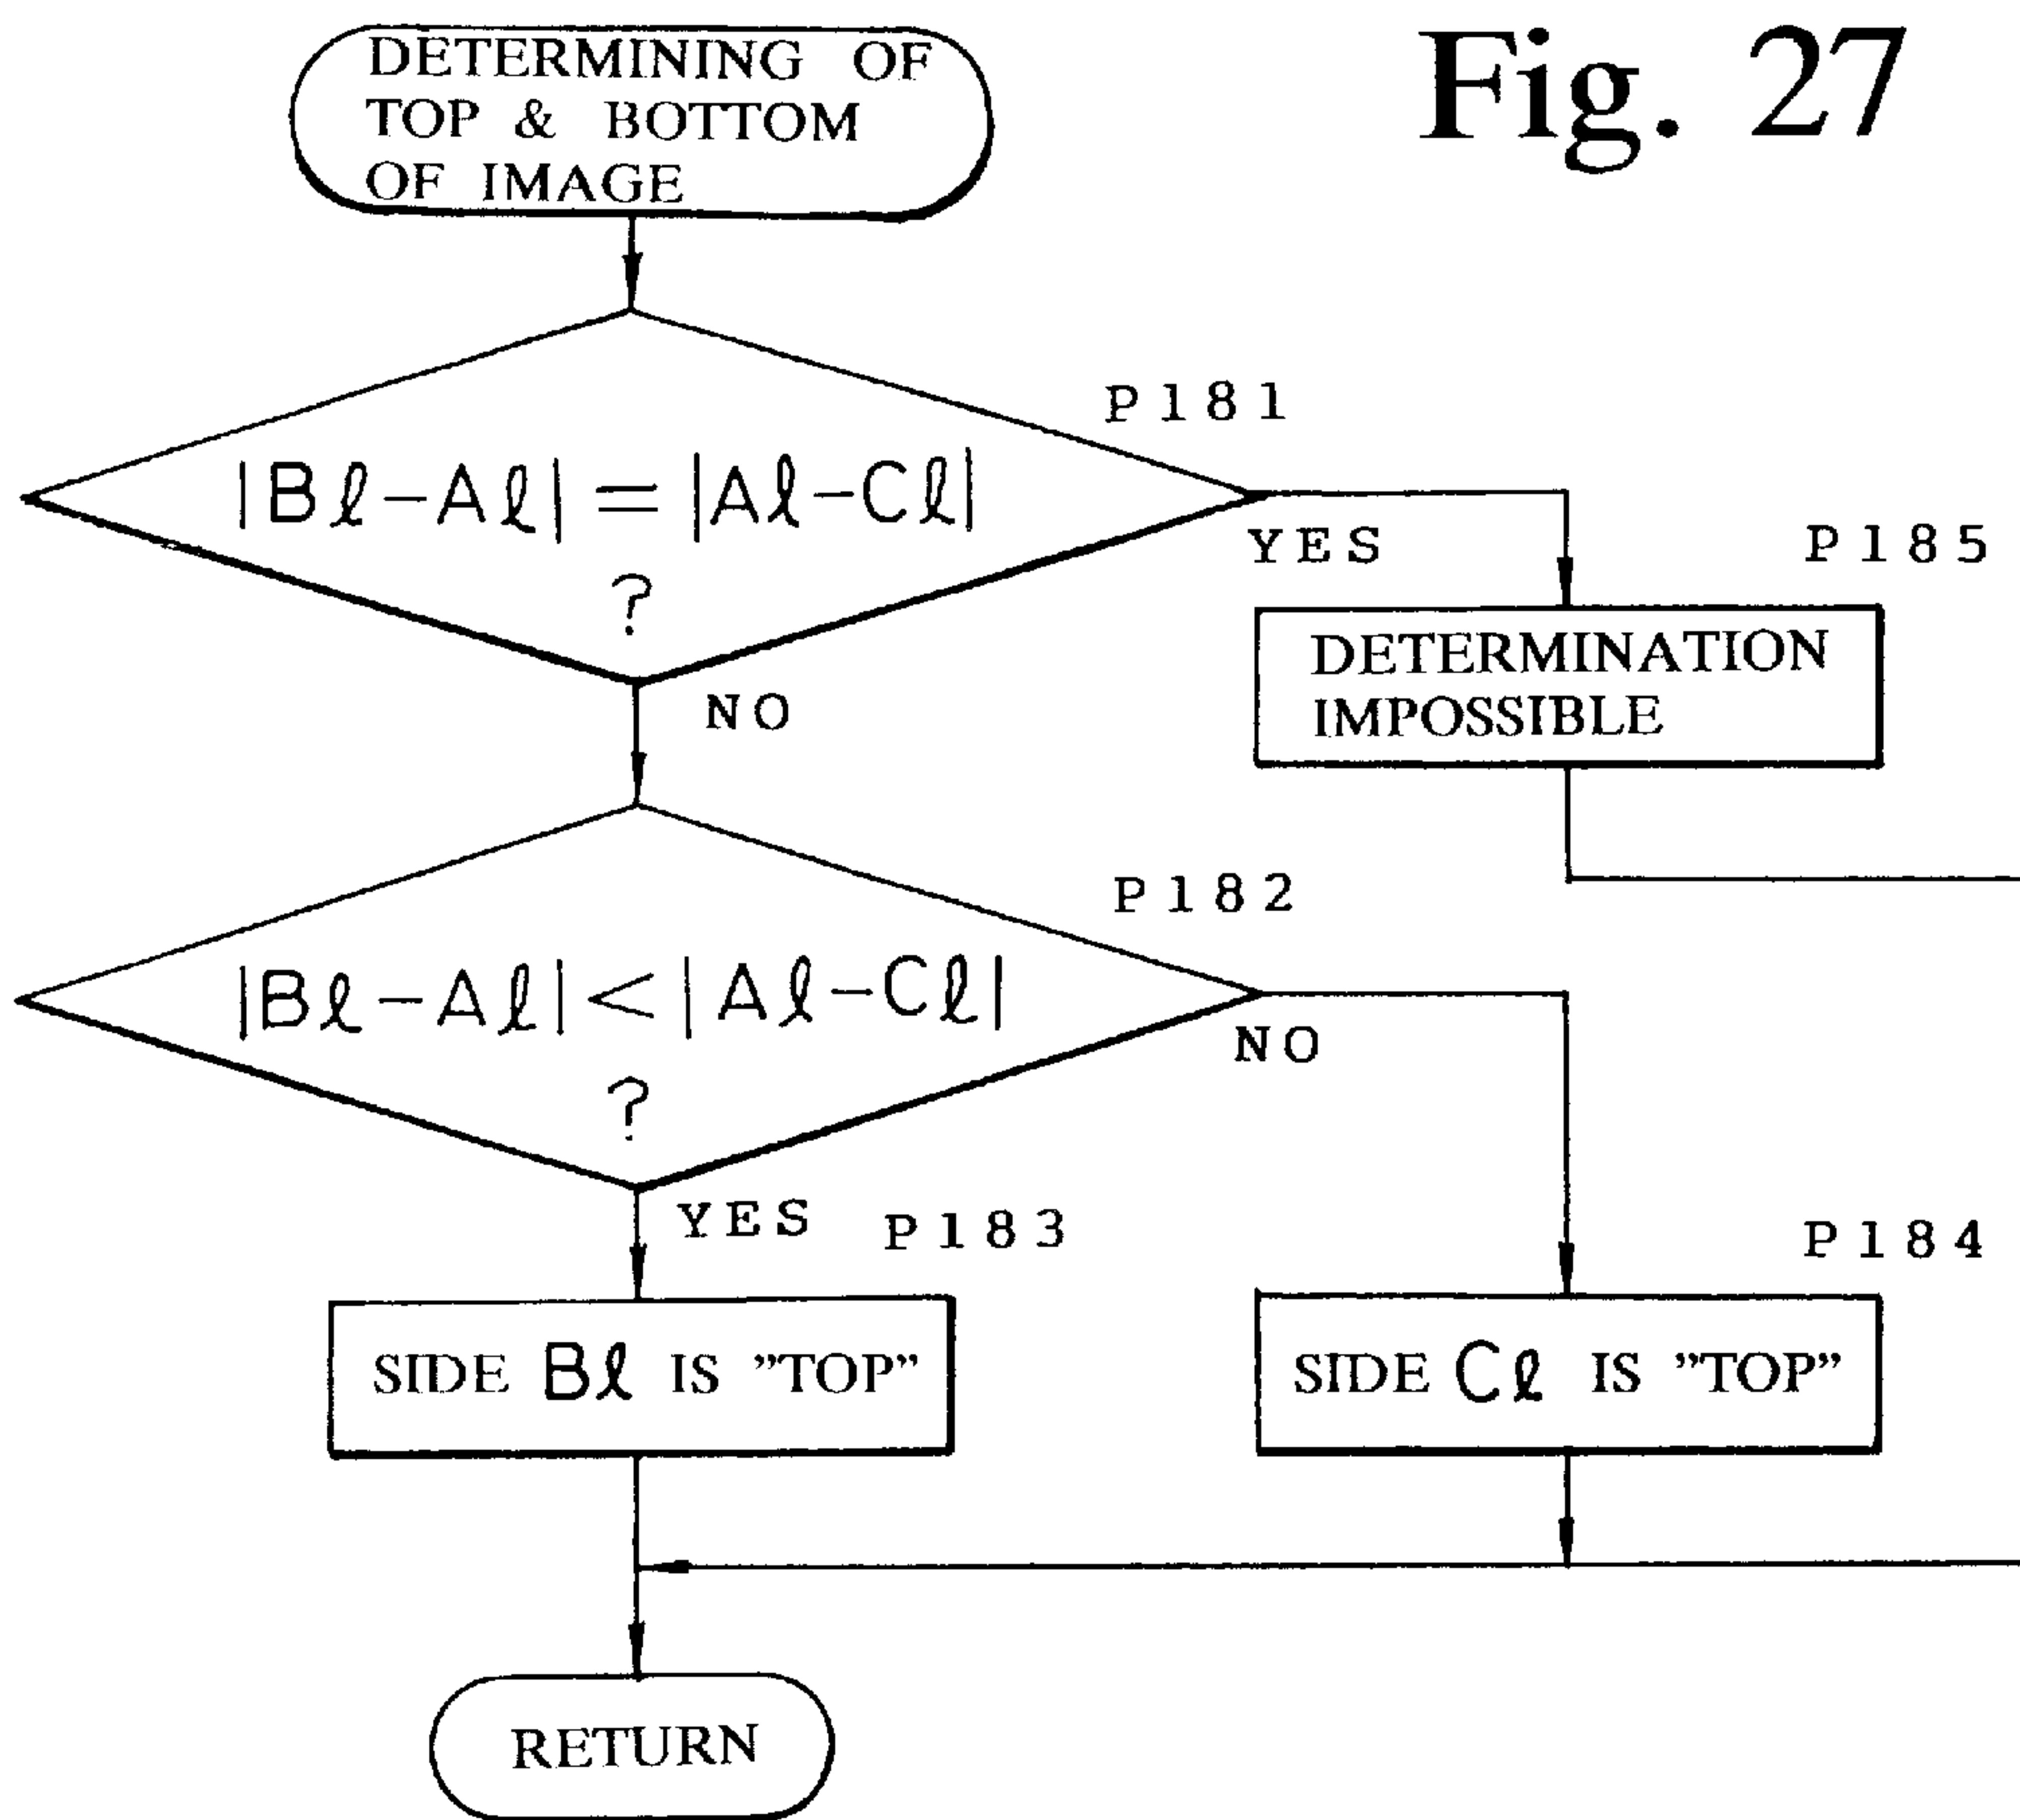 Fig. 27
DETERMINING OF
TOP & BOTTOM
OF IMAGE
P181
|Bℓ-Aℓ| = |Aℓ-Cℓ|
?
YES
P185
DETERMINATION
IMPOSSIBLE
NO
P182
|Bℓ-Aℓ| < |Aℓ-Cℓ|
?
NO
YES
P183
P184
SIDE Bℓ IS ”TOP”
SIDE Cℓ IS ”TOP”
RETURN